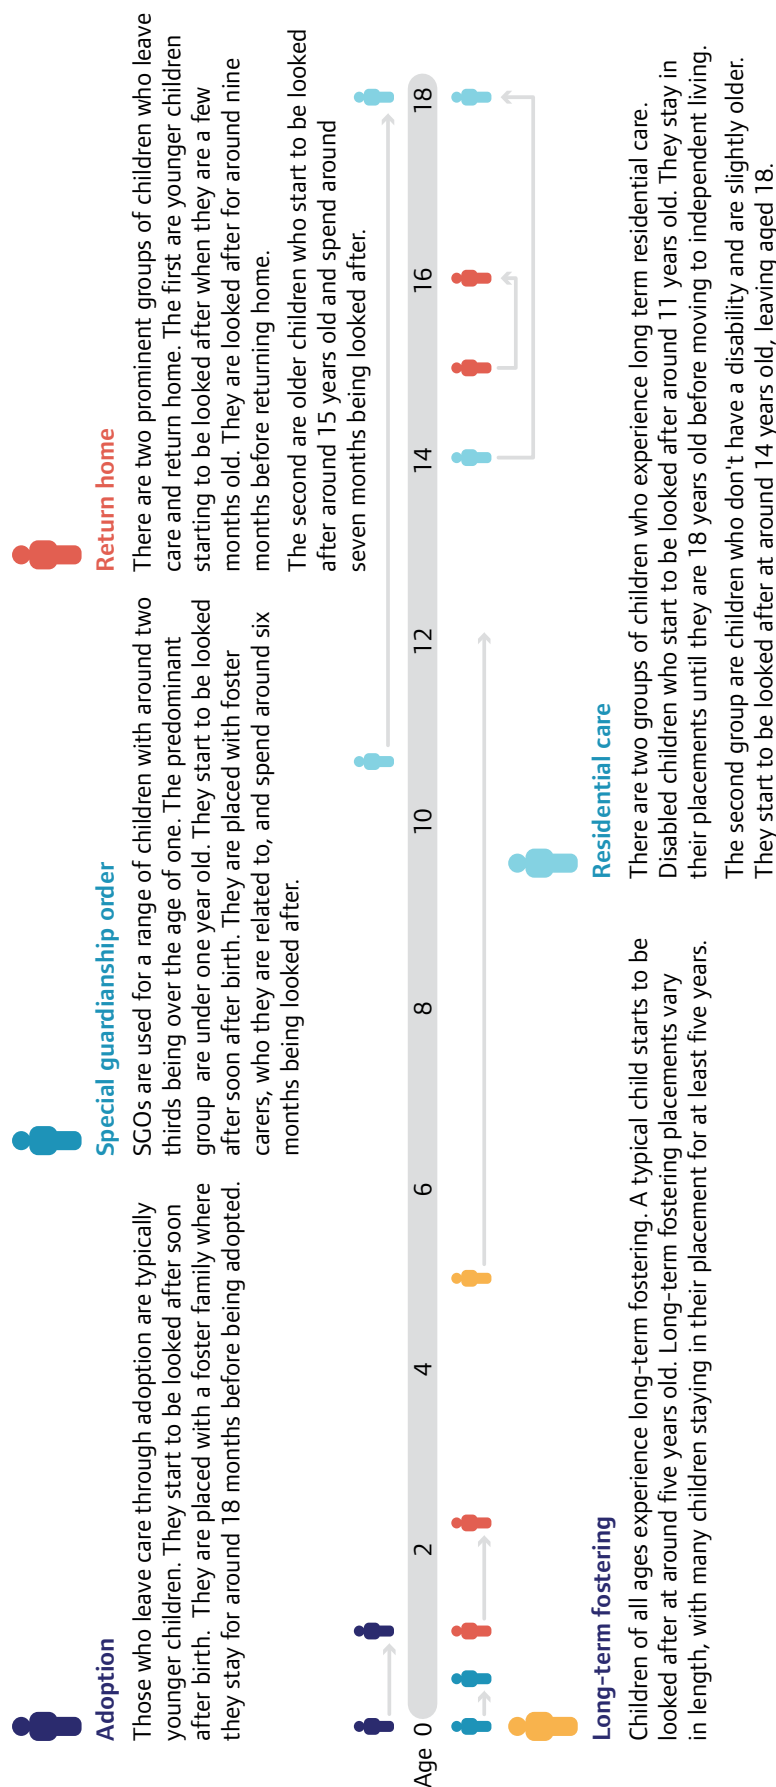 Adoption
Those who leave care through adoption are typically
younger children. They start to be looked after soon
after birth.  They are placed with a foster family where
they stay for around 18 months before being adopted.
Special guardianship order
SGOs are used for a range of children with around two
thirds being over the age of one. The predominant
group  are under one year old. They start to be looked
after soon after birth. They are placed with foster
carers, who they are related to, and spend around six
months being looked after.
Return home
There are two prominent groups of children who leave
care and return home. The first are younger children
starting to be looked after when they are a few
months old. They are looked after for around nine
months before returning home.
The second are older children who start to be looked
after around 15 years old and spend around
seven months being looked after.
Age 0 2 4 6 8 10 12 14 16 18
Long-term fostering
Children of all ages experience long-term fostering. A typical child starts to be
looked after at around five years old. Long-term fostering placements vary
in length, with many children staying in their placement for at least five years.
Residential care
There are two groups of children who experience long term residential care.
Disabled children who start to be looked after around 11 years old. They stay in
their placements until they are 18 years old before moving to independent living.
The second group are children who don't have a disability and are slightly older.
They start to be looked after at around 14 years old, leaving aged 18.